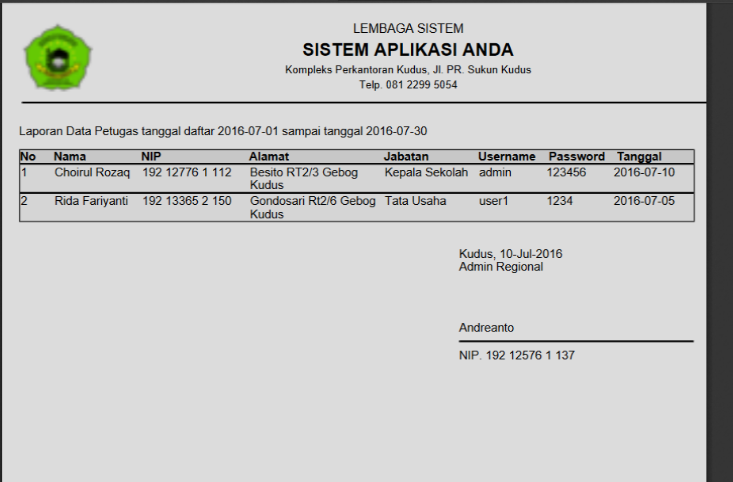 LEMBAGA SISTEM
SISTEM APLIKASI ANDA
Kompleks Perkantoran Kudus, Jl. PR. Sukun Kudus
Telp. 081 2299 5054
Laporan Data Petugas tanggal daftar 2016-07-01 sampai tanggal 2016-07-30
No Nama NIP Alamat Jabatan Username Password Tanggal
1 Choirul Rozaq 192 12776 1 112 Besito RT2/3 Gebog Kepala Sekolah admin 123456 2016-07-10
Kudus
2 Rida Fariyanti 192 13365 2 150 Gondosari Rt2/6 Gebog Tata Usaha user1 1234 2016-07-05
Kudus
Kudus, 10-Jul-2016
Admin Regional
Andreanto
NIP. 192 12576 1 137